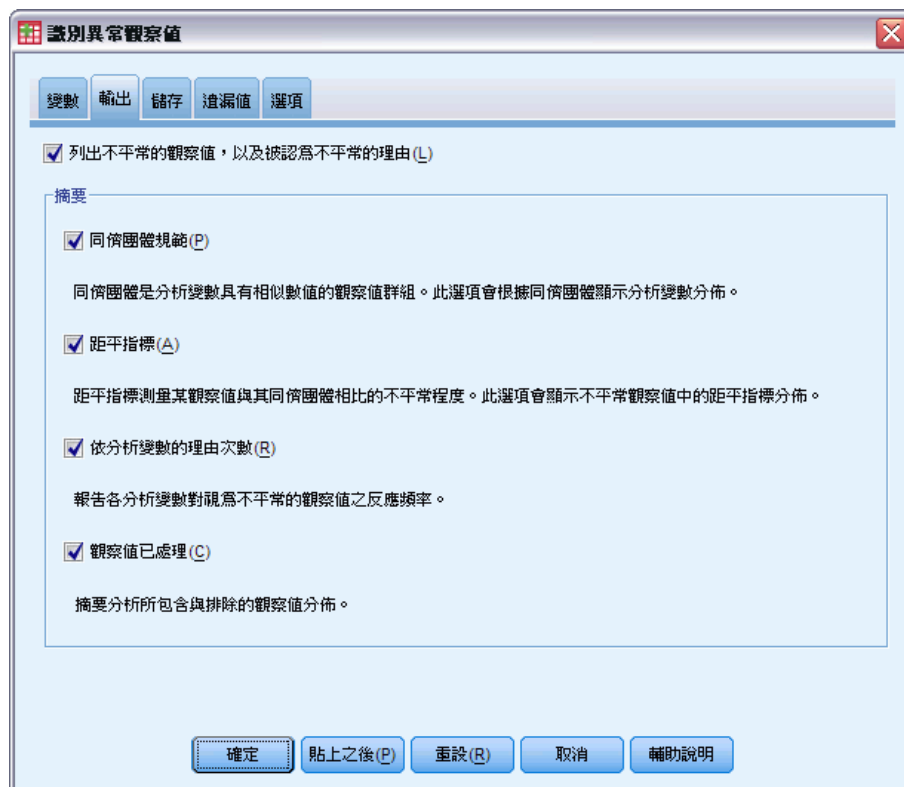 識別異常觀察值
變數 輸出 儲存 遺漏值 選項
列出不平常的觀察值，以及被認為不平常的理由(L)
摘要
同儕團體規範(P)
同儕團體是分析變數具有相似數值的觀察值群組。此選項會根據同儕團體顯示分析變數分佈。
距平指標(A)
距平指標測量某觀察值與其同儕團體相比的不平常程度。此選項會顯示不平常觀察值中的距平指標分佈。
依分析變數的理由次數(R)
報告各分析變數對視為不平常的觀察值之反應頻率。
觀察值已處理(C)
摘要分析所包含與排除的觀察值分佈。
確定 貼上之後(P) 重設(R) 取消 輔助說明